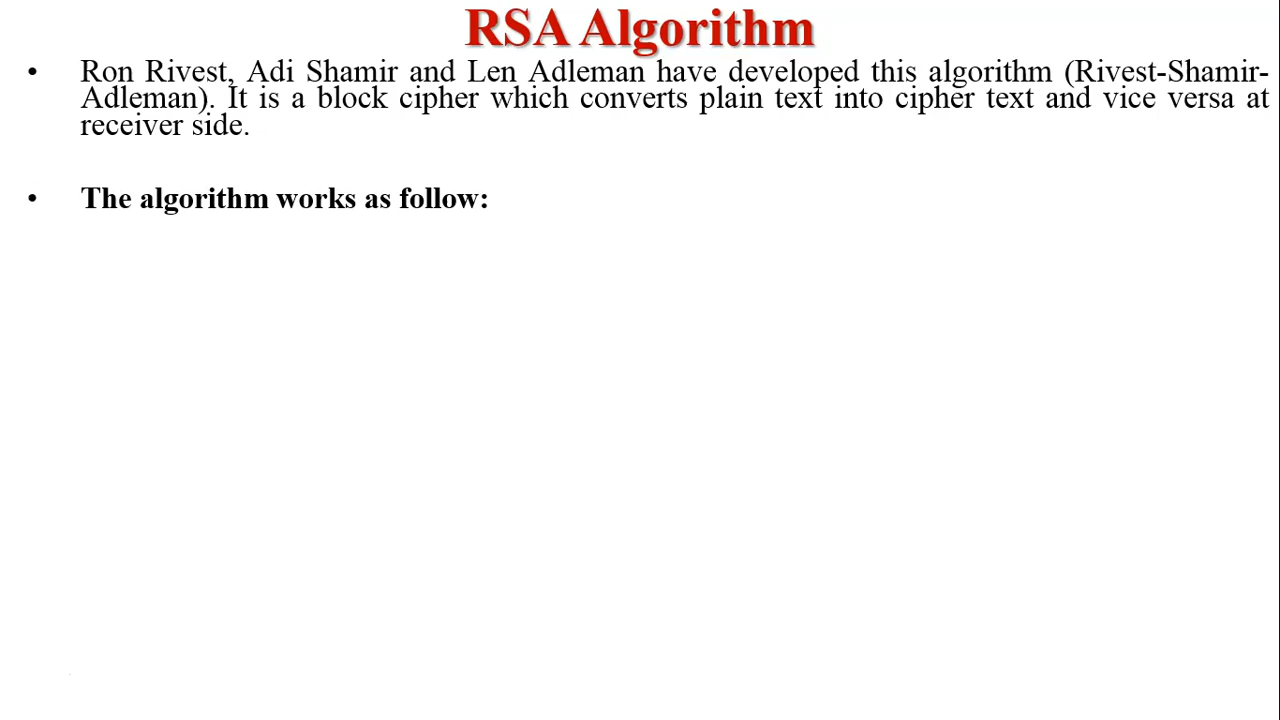 RSA Algorithm
• Ron Rivest, Adi Shamir and Len Adleman have developed this algorithm (Rivest-Shamir-
Adleman). It is a block cipher which converts plain text into cipher text and vice versa at
receiver side.
• The algorithm works as follow: